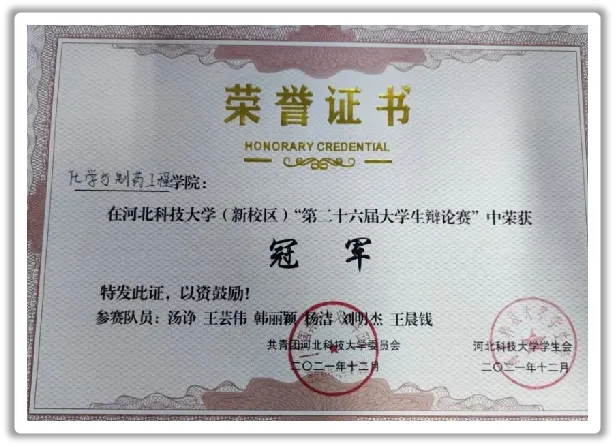 荣誉证书
HONORARY CREDENTIAL
化学与制药工程学院：
在河北科技大学（新校区）“第二十六届大学生辩论赛”中荣获
冠 军
特发此证，以资鼓励！
参赛队员：汤诤 王芸伟 韩丽颖 杨洁 刘明杰 王晨钱
共青团河北科技大学委员会
二〇二一年十二月
河北科技大学学生会
二〇二一年十二月